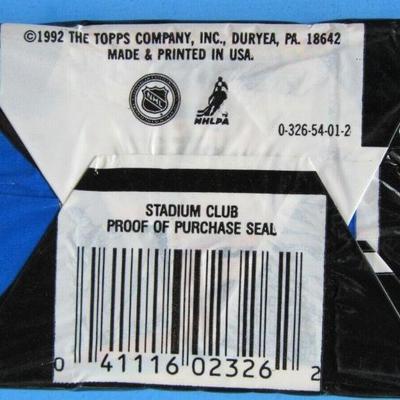 ©1992 THE TOPPS COMPANY, INC., DURYEA, PA. 18642
MADE & PRINTED IN USA.
NHL
NHLPA
0-326-54-01-2
STADIUM CLUB
PROOF OF PURCHASE SEAL
0 41116 02326 2